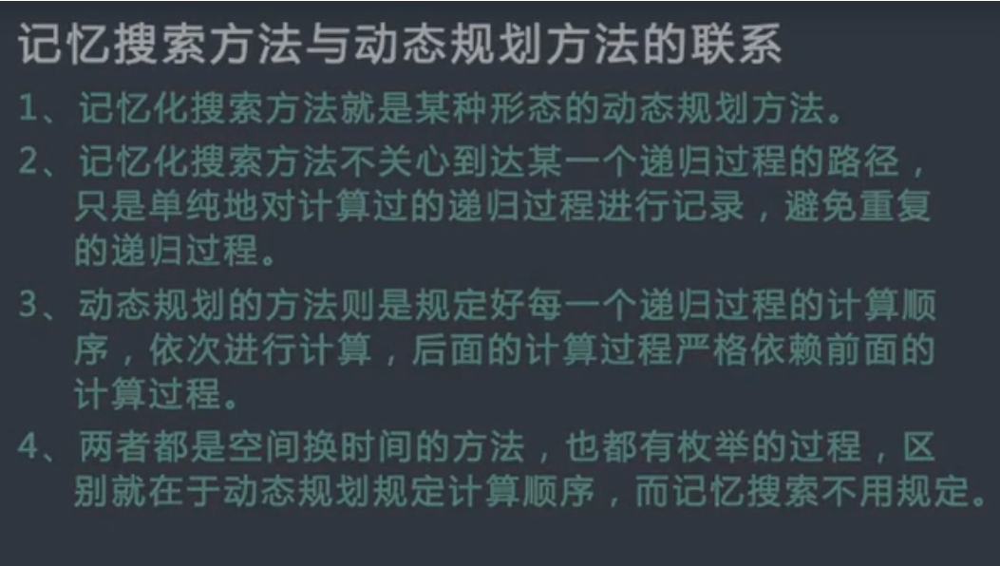 记忆搜索方法与动态规划方法的联系
1、记忆化搜索方法就是某种形态的动态规划方法。
2、记忆化搜索方法不关心到达某一个递归过程的路径，
只是单纯地对计算过的递归过程进行记录，避免重复
的递归过程。
3、动态规划的方法则是规定好每一个递归过程的计算顺
序，依次进行计算，后面的计算过程严格依赖前面的
计算过程。
4、两者都是空间换时间的方法，也都有枚举的过程，区
别就在于动态规划规定计算顺序，而记忆搜索不用规定。